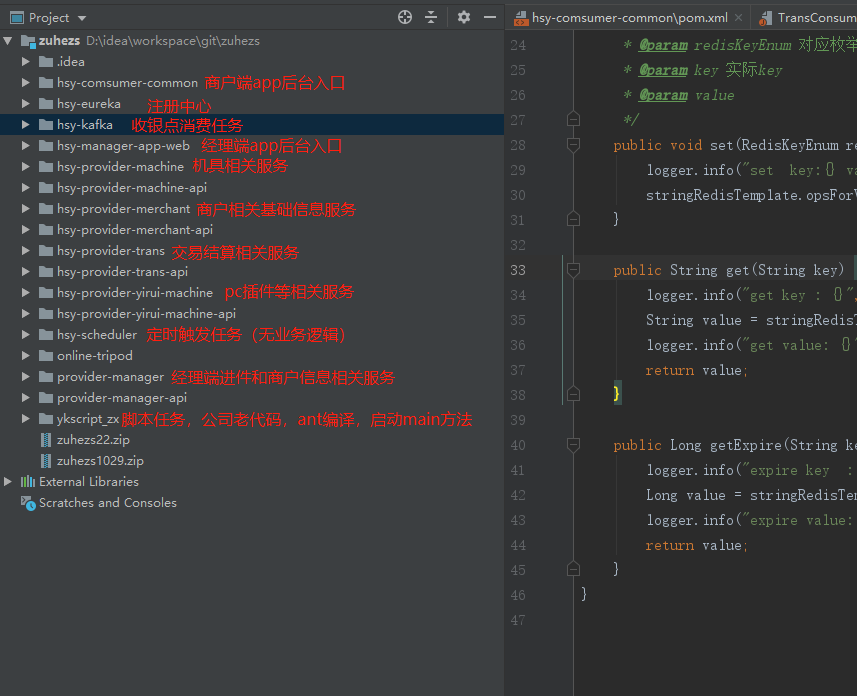 Project
zuhezs D:\idea\workspace\git\zuhezs
.idea
hsy-comsumer-common 商户端app后台入口
hsy-eureka 注册中心
hsy-kafka 收银点消费任务
hsy-manager-app-web 经理端app后台入口
hsy-provider-machine 机具相关服务
hsy-provider-machine-api
hsy-provider-merchant 商户相关基础信息服务
hsy-provider-merchant-api
hsy-provider-trans 交易结算相关服务
hsy-provider-trans-api
hsy-provider-yirui-machine pc插件等相关服务
hsy-provider-yirui-machine-api
hsy-scheduler 定时触发任务（无业务逻辑）
online-tripod
provider-manager 经理端进件和商户信息相关服务
provider-manager-api
ykscript_zx 脚本任务，公司老代码，ant编译，启动main方法
zuhezs22.zip
zuhezs1029.zip
External Libraries
Scratches and Consoles
hsy-comsumer-common\pom.xml × TransConsum
24 * @param redisKeyEnum 对应枚举
25 * @param key 实际key
26 * @param value
27 */
28 public void set(RedisKeyEnum re
29 logger.info("set key:{} va
30 stringRedisTemplate.opsForV
31 }
32
33 public String get(String key) {
34 logger.info("get key : {}",
35 String value = stringRedisT
36 logger.info("get value: {}"
37 return value;
38 }
39
40 public Long getExpire(String ke
41 logger.info("expire key :
42 Long value = stringRedisTem
43 logger.info("expire value:
44 return value;
45 }
46 }
47